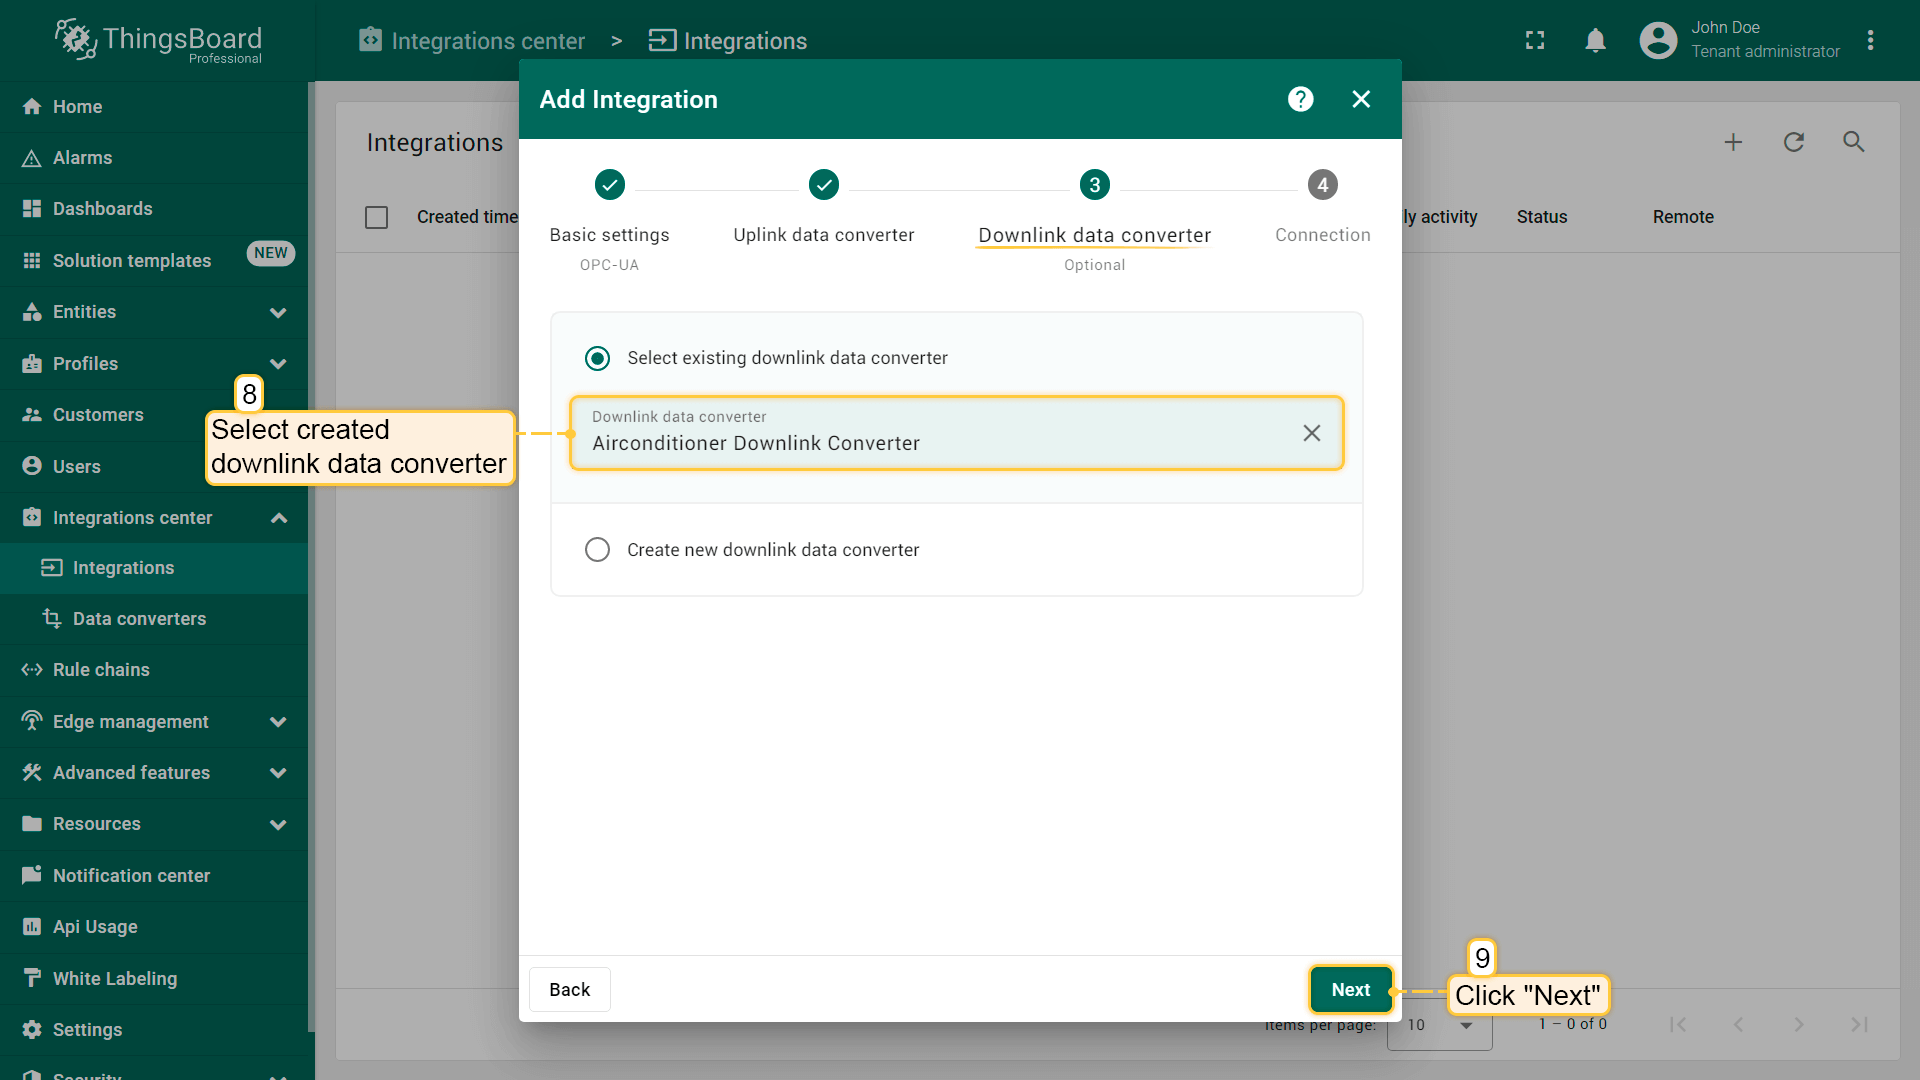 ThingsBoard
Professional
Integrations center > Integrations
John Doe
Tenant administrator
Home
Alarms
Dashboards
Solution templates
NEW
Entities
Profiles
Customers
Users
Integrations center
Integrations
Data converters
Rule chains
Edge management
Advanced features
Resources
Notification center
Api Usage
White Labeling
Settings
Security
Integrations
Created time
ly activity
Status
Remote
Add Integration
?
3
4
Basic settings
OPC-UA
Uplink data converter
Downlink data converter
Optional
Connection
Select existing downlink data converter
Downlink data converter
Airconditioner Downlink Converter
Create new downlink data converter
8
Select created
downlink data converter
Back
Next
9
Click "Next"
Items per page:
10
1 – 0 of 0